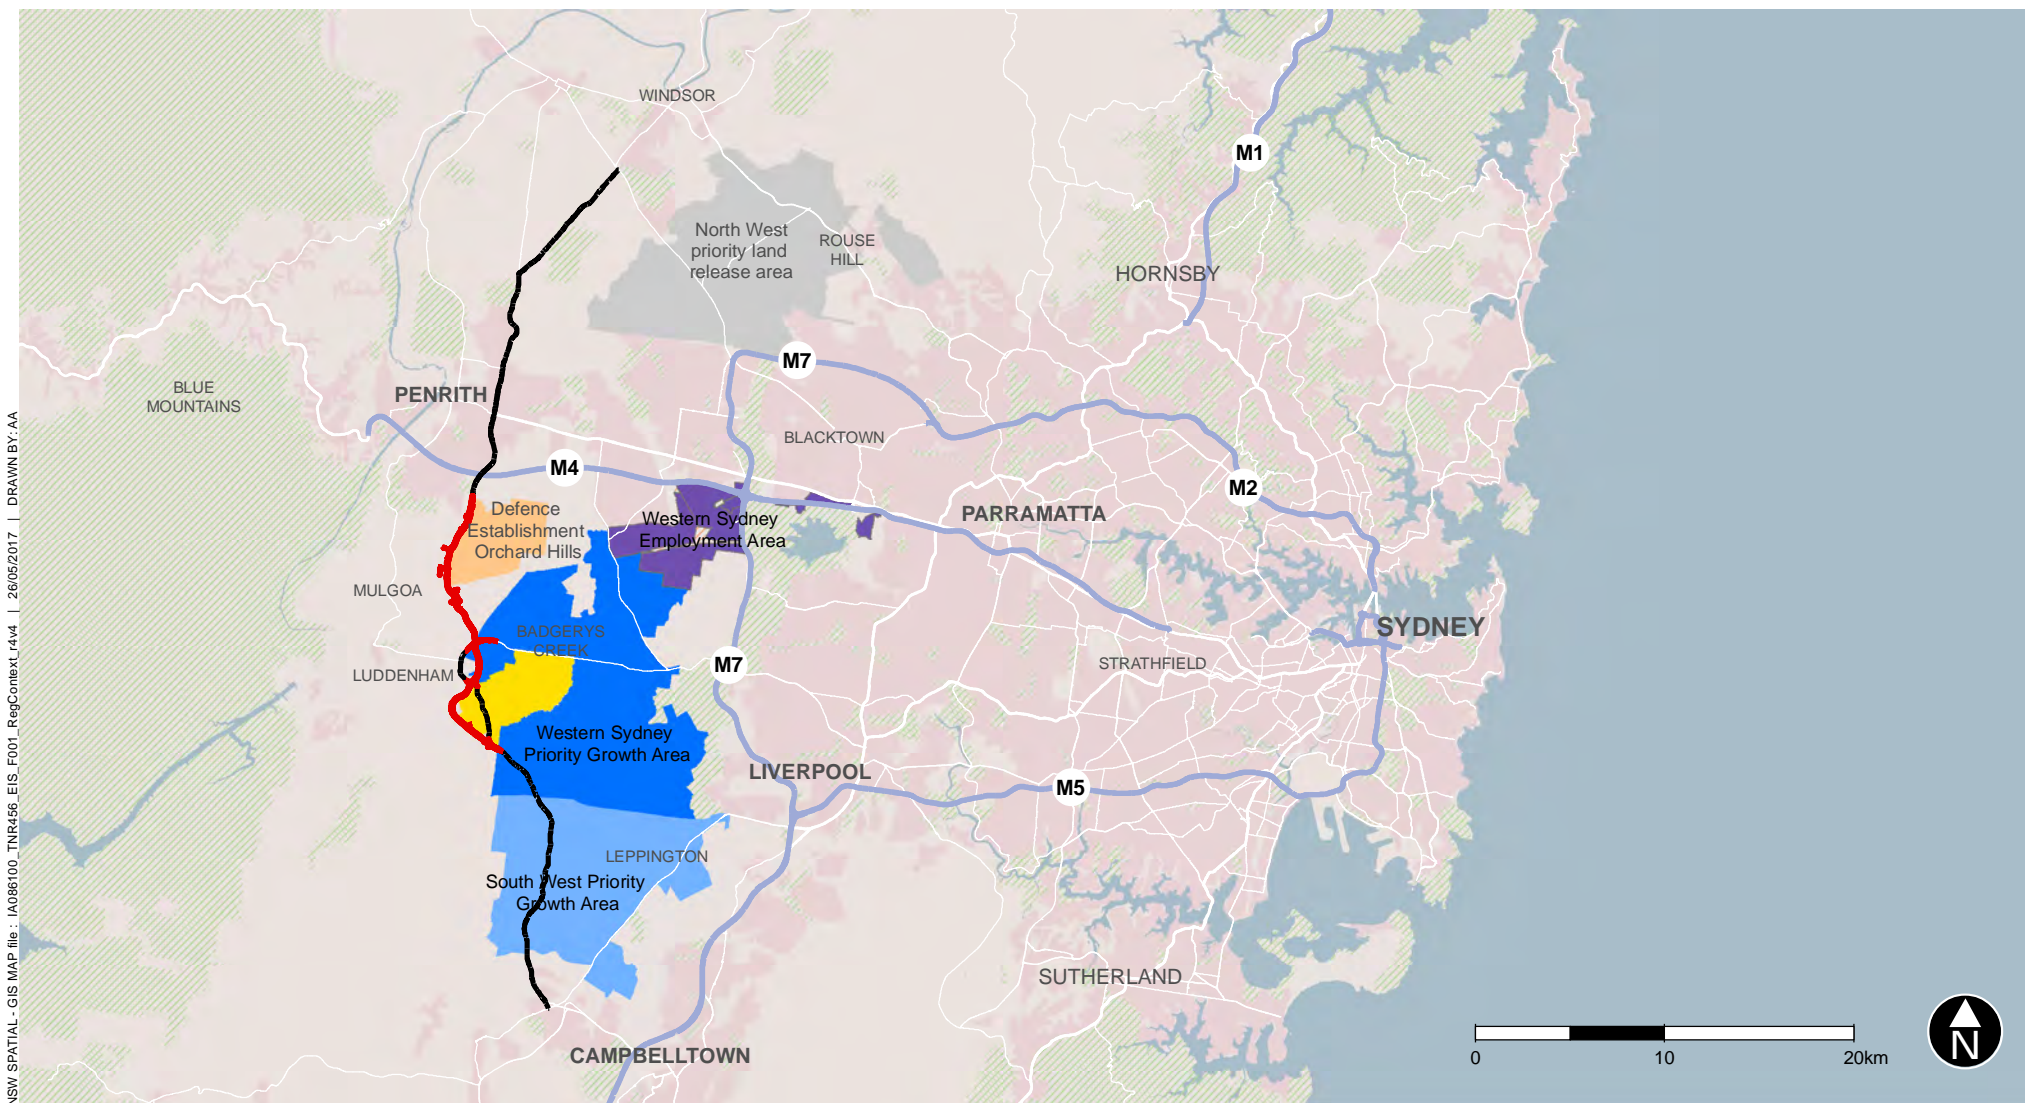 WINDSOR
M1
North West
priority land
release area
ROUSE
HILL
HORNSBY
M7
BLUE
MOUNTAINS
PENRITH
BLACKTOWN
M4
M2
Defence
Establishment
Orchard Hills
Western Sydney
Employment Area
PARRAMATTA
MULGOA
BADGERYS
CREEK
SYDNEY
LUDDENHAM
M7
STRATHFIELD
Western Sydney
Priority Growth Area
LIVERPOOL
M5
LEPPINGTON
South West Priority
Growth Area
SUTHERLAND
CAMPBELLTOWN
0 10 20km
N
NSW SPATIAL - GIS MAP file : IA086100_TNR456_EIS_F001_RegContext_r4v4 | 26/05/2017 | DRAWN BY: AA